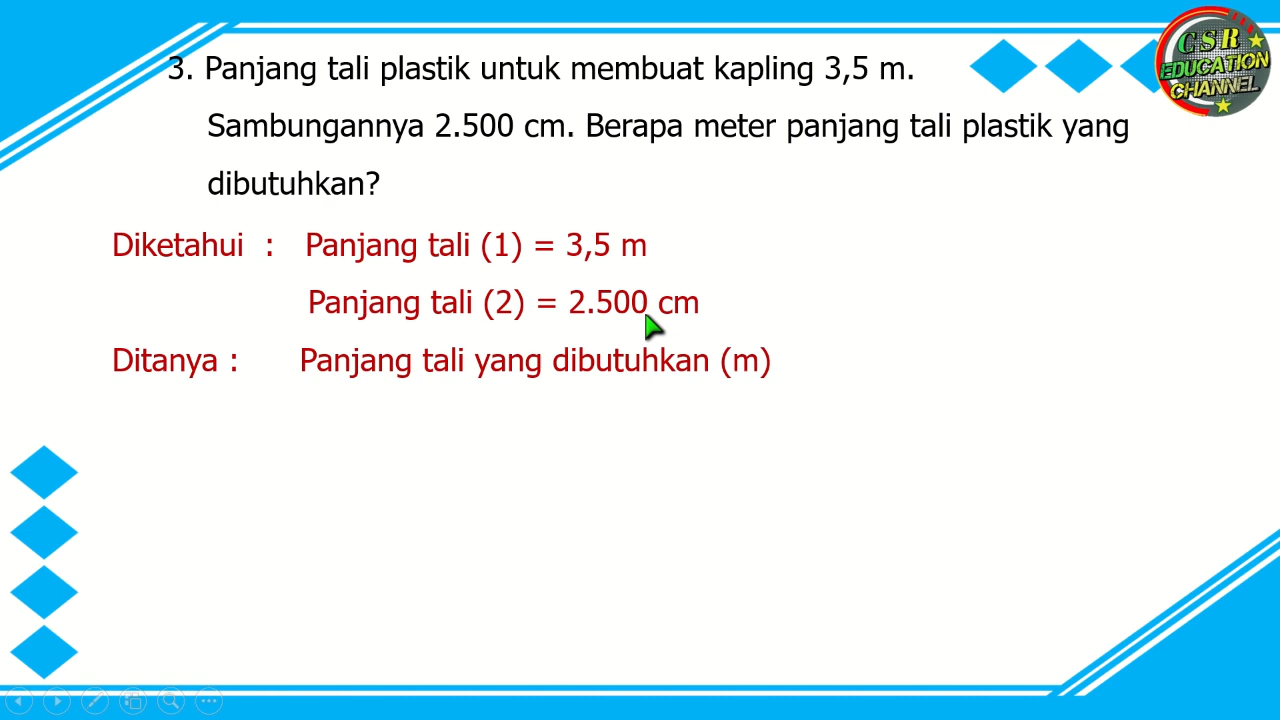 3. Panjang tali plastik untuk membuat kapling 3,5 m.
Sambungannya 2.500 cm. Berapa meter panjang tali plastik yang
dibutuhkan?
Diketahui : Panjang tali (1) = 3,5 m
Panjang tali (2) = 2.500 cm
Ditanya : Panjang tali yang dibutuhkan (m)
CSR
EDUCATION
CHANNEL